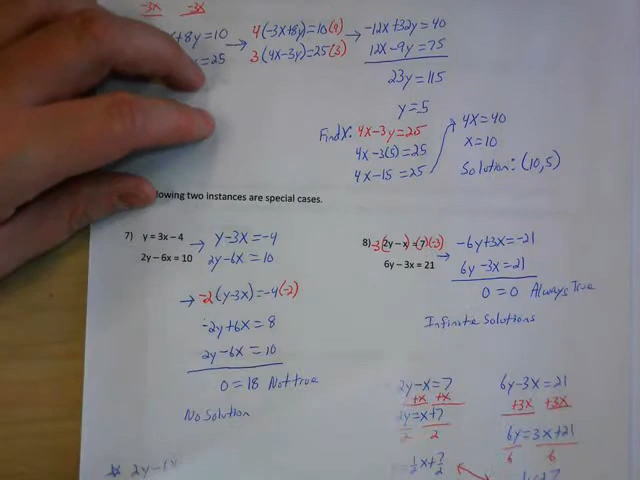 -3x -3x
+8y = 10 → 4(-3x+8y) = 10(4) → -12x+32y = 40
= 25 3(4x-3y) = 25(3) 12x-9y = 75
23y = 115
y = 5
Find x: 4x-3y = 25
4x-3(5) = 25
4x-15 = 25
4x = 40
x = 10
Solution: (10,5)
lowing two instances are special cases.
7) y = 3x – 4 → y-3x = -4
2y – 6x = 10 2y-6x = 10
→ -2(y-3x) = -4(-2)
-2y+6x = 8
2y-6x = 10
0 = 18 Not true
No Solution
8) -3(2y – x) = (7)(-3) → -6y+3x = -21
6y – 3x = 21 6y-3x = 21
0 = 0 Always True
Infinite Solutions
2y-x = 7
+x +x
2y = x+7
2 2
= 1/2x+7/2
6y-3x = 21
+3x +3x
6y = 3x+21
6 6
2y-